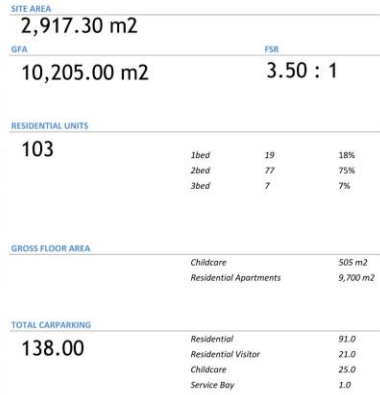 SITE AREA
2,917.30 m2
GFA FSR
10,205.00 m2 3.50 : 1
RESIDENTIAL UNITS
103
1bed 19 18%
2bed 77 75%
3bed 7 7%
GROSS FLOOR AREA
Childcare 505 m2
Residential Apartments 9,700 m2
TOTAL CARPARKING
138.00
Residential 91.0
Residential Visitor 21.0
Childcare 25.0
Service Bay 1.0